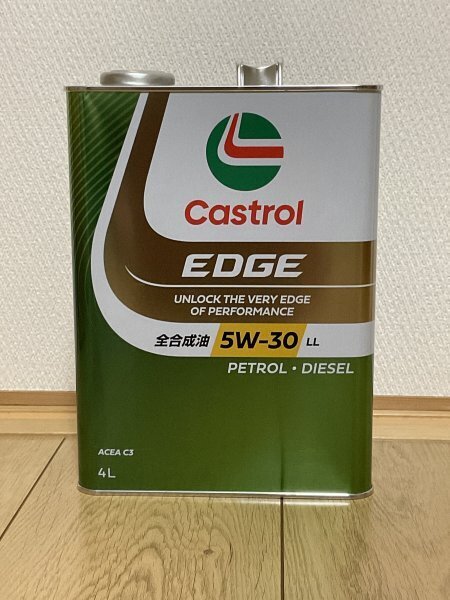 Castrol
EDGE
UNLOCK THE VERY EDGE
OF PERFORMANCE
全合成油 5W-30 LL
PETROL · DIESEL
ACEA C3
4L